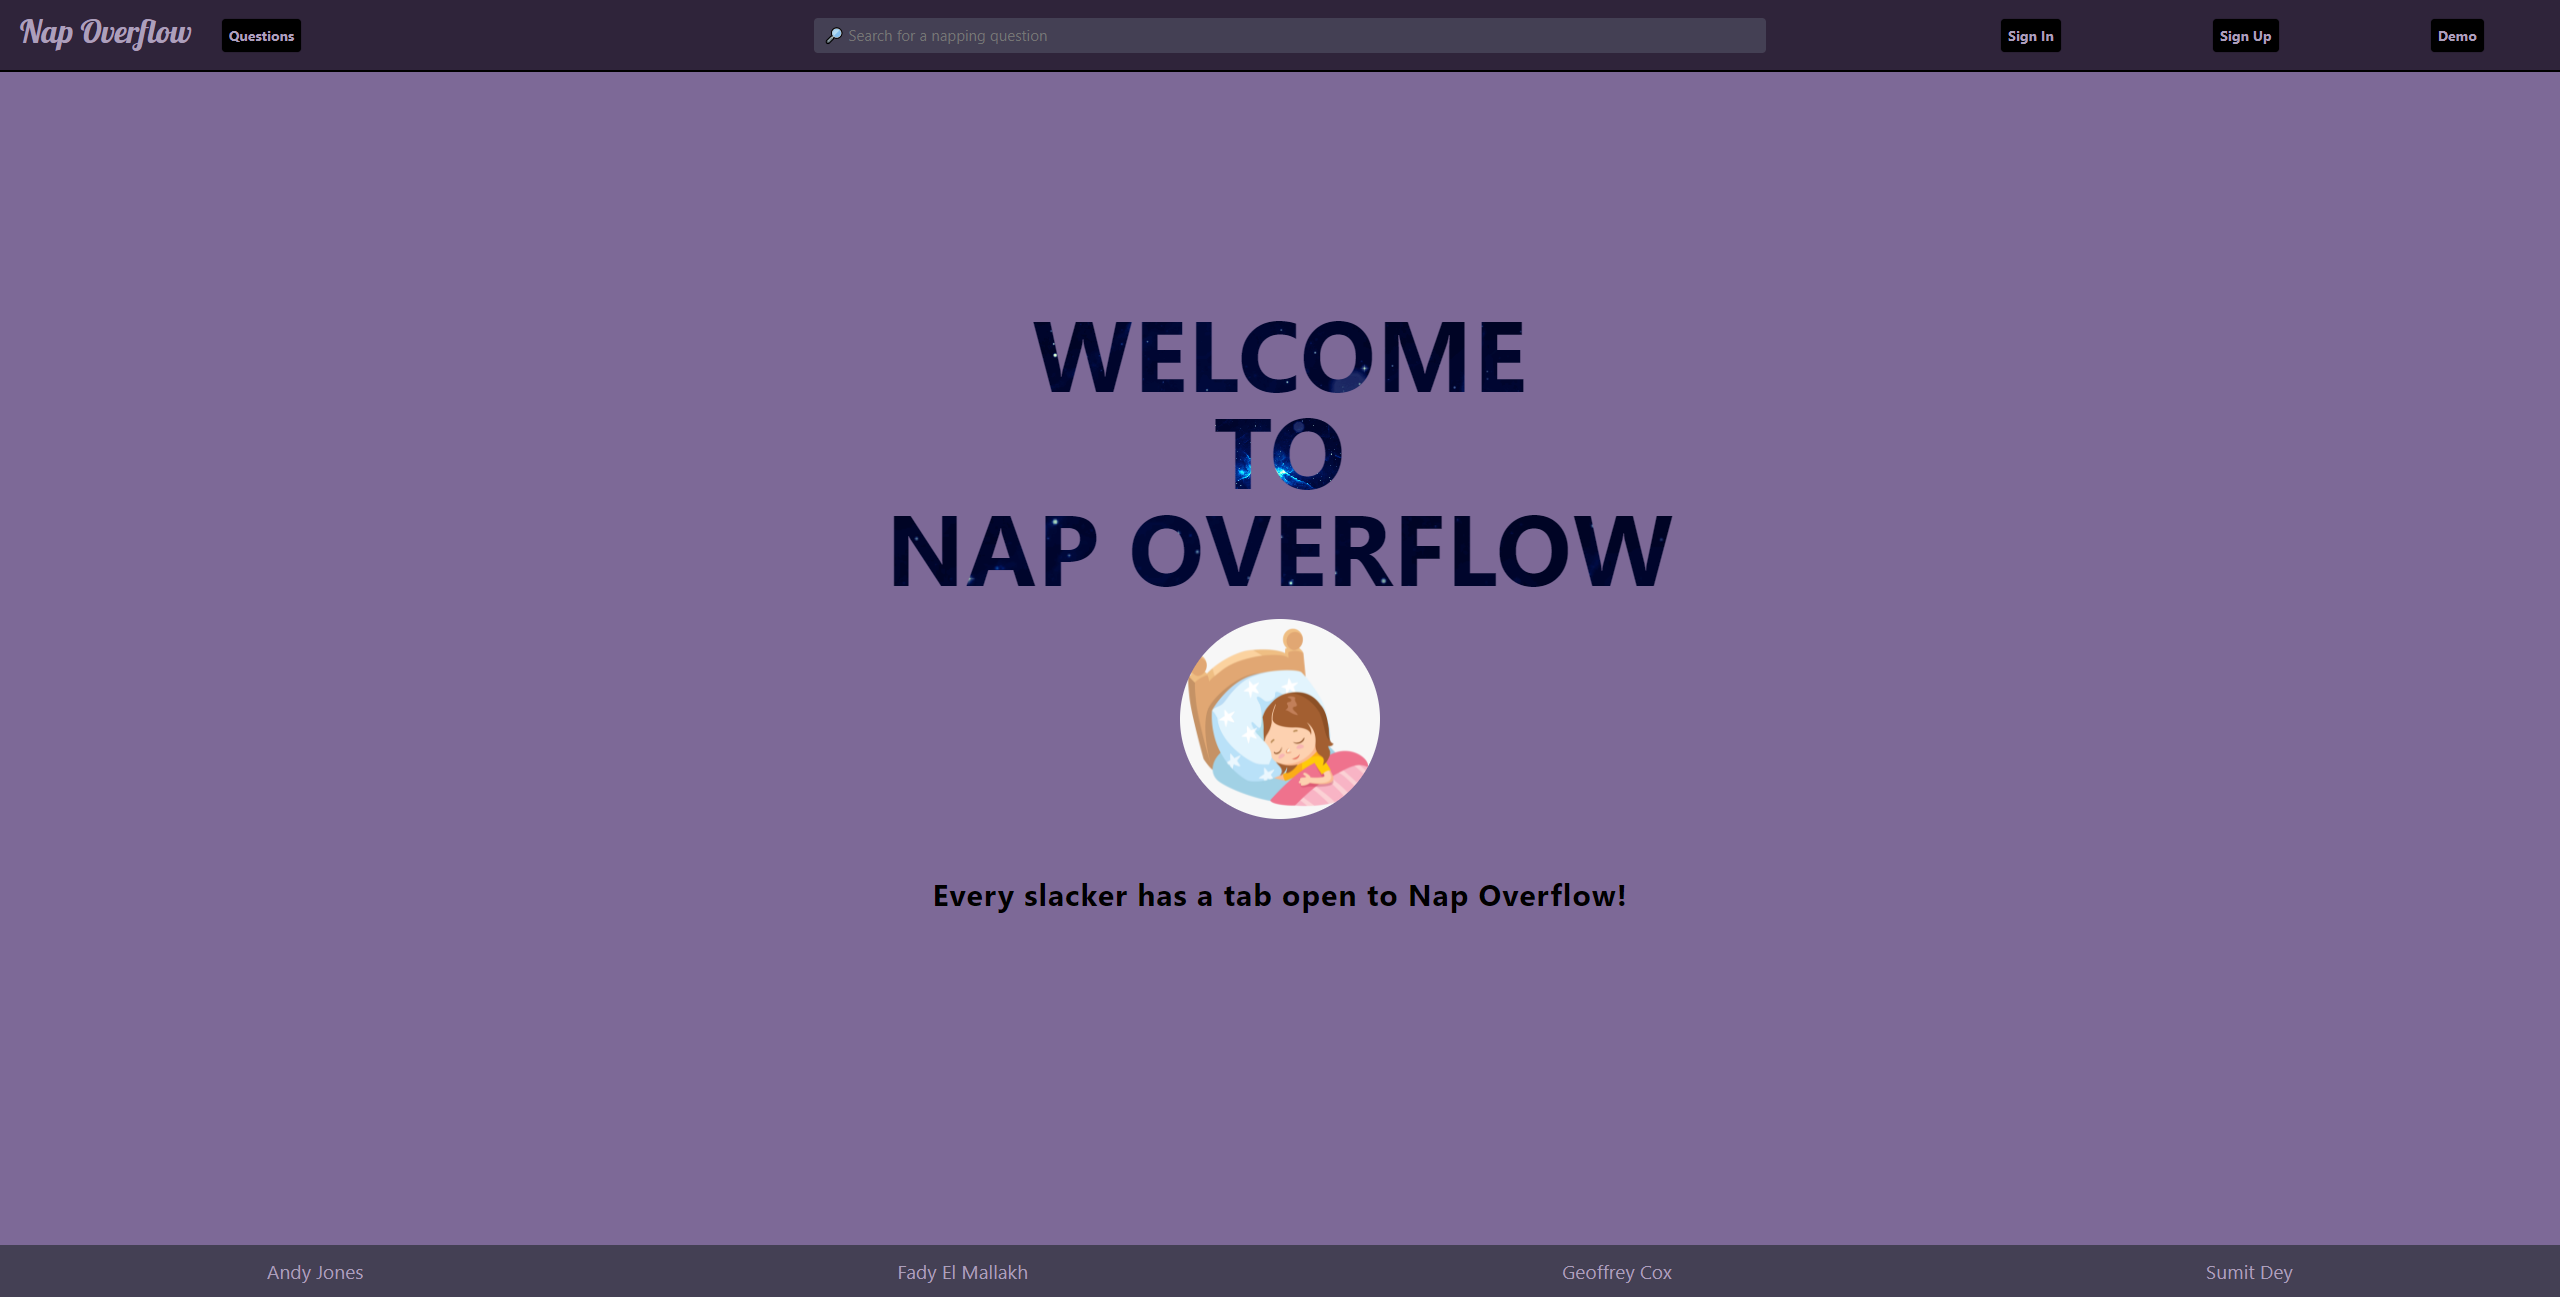 Nap Overflow
Questions
🔎 Search for a napping question
Sign In
Sign Up
Demo
WELCOME
TO
NAP OVERFLOW
Every slacker has a tab open to Nap Overflow!
Andy Jones
Fady El Mallakh
Geoffrey Cox
Sumit Dey